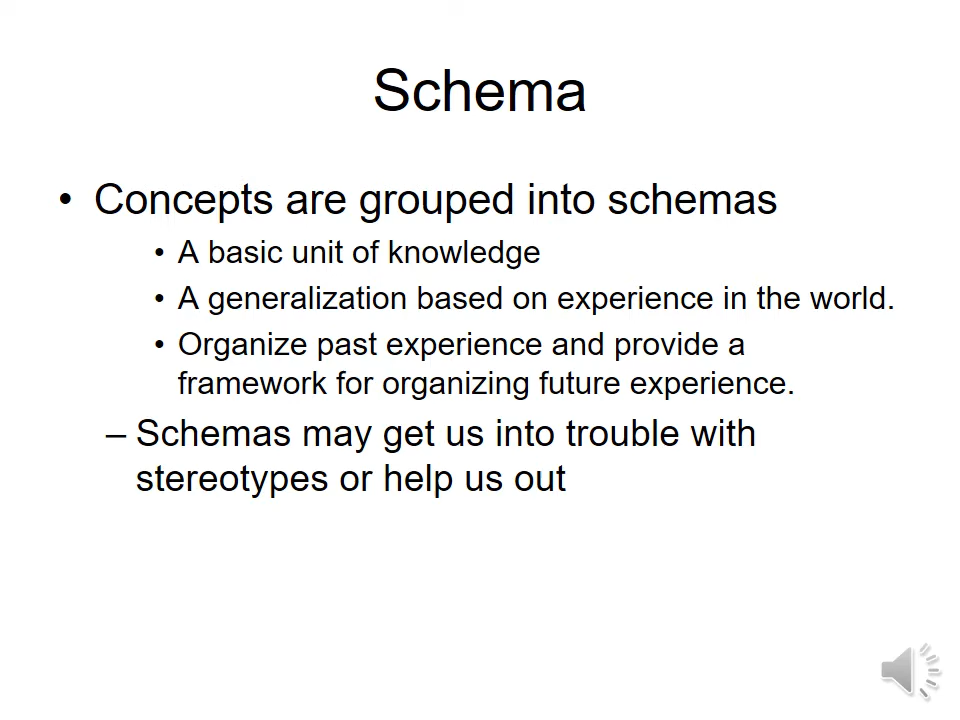 Schema
• Concepts are grouped into schemas
• A basic unit of knowledge
• A generalization based on experience in the world.
• Organize past experience and provide a
framework for organizing future experience.
– Schemas may get us into trouble with
stereotypes or help us out